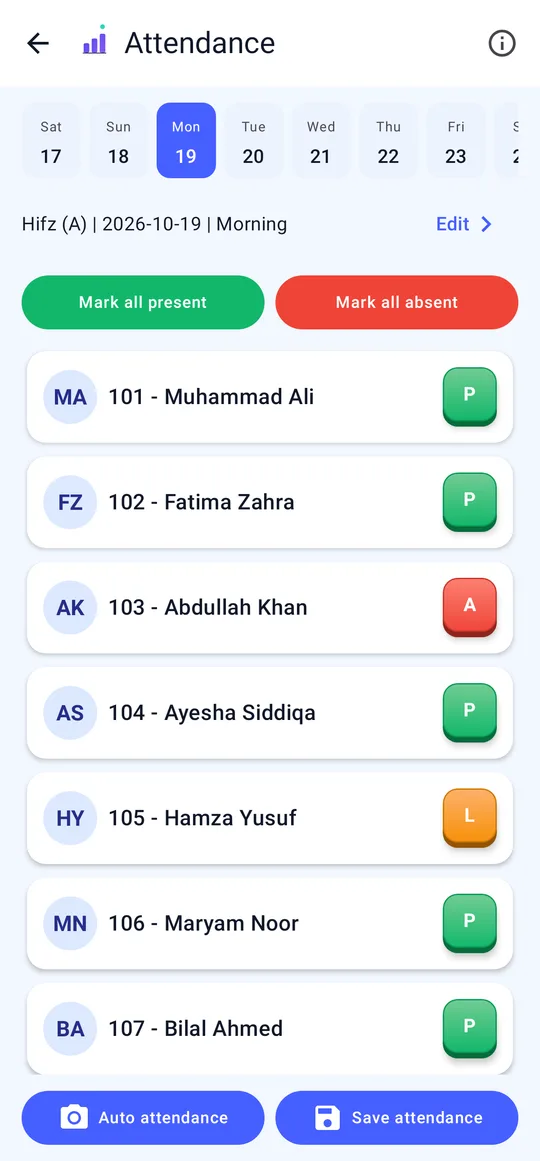 Attendance
Sat Sun Mon Tue Wed Thu Fri S
17 18 19 20 21 22 23 2
Hifz (A) | 2026-10-19 | Morning Edit
Mark all present Mark all absent
MA 101 - Muhammad Ali P
FZ 102 - Fatima Zahra P
AK 103 - Abdullah Khan A
AS 104 - Ayesha Siddiqa P
HY 105 - Hamza Yusuf L
MN 106 - Maryam Noor P
BA 107 - Bilal Ahmed P
Auto attendance Save attendance